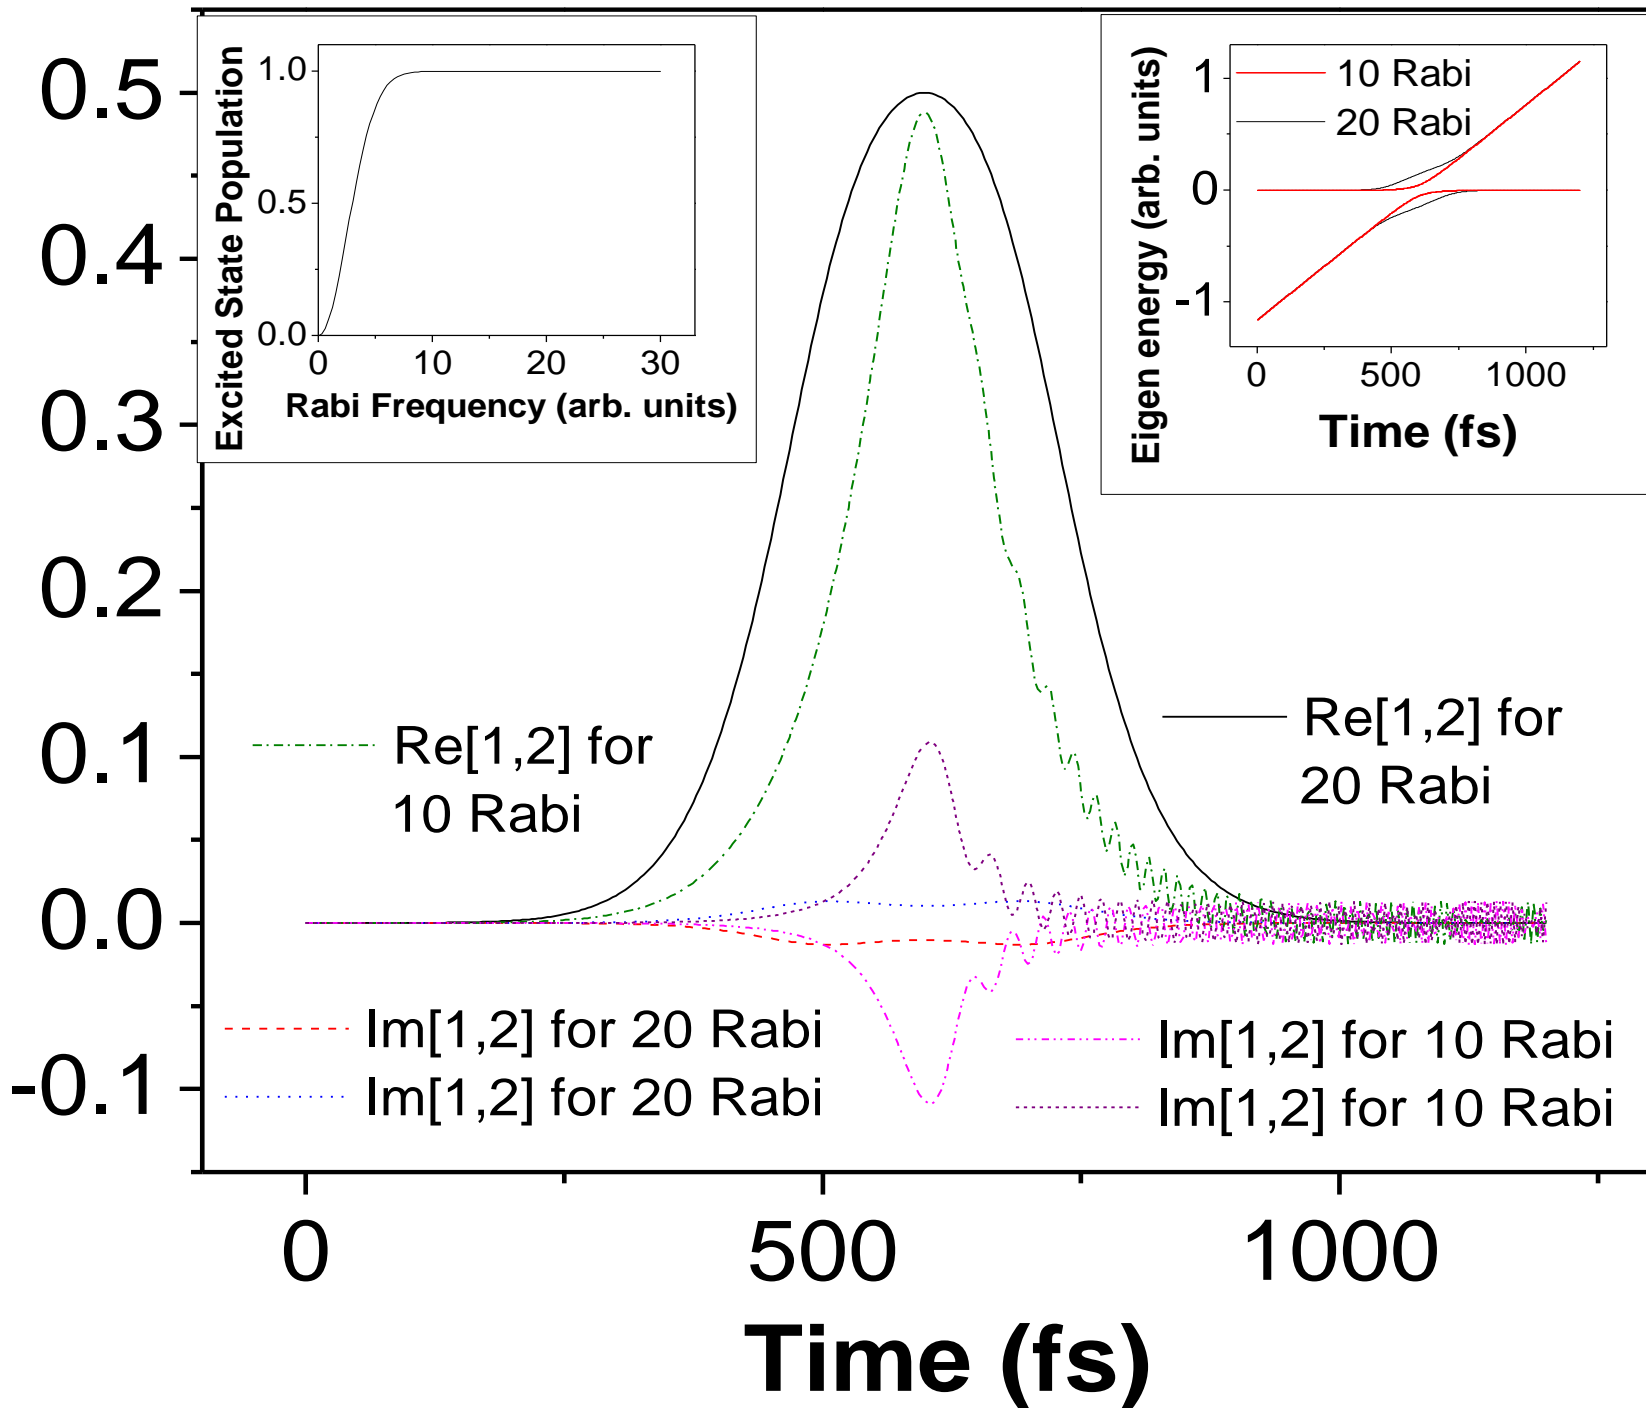 0.5
0.4
0.3
0.2
0.1
0.0
-0.1
0
500
1000
Time (fs)
Excited State Population
1.0
0.5
0.0
0
10
20
30
Rabi Frequency (arb. units)
Eigen energy (arb. units)
1
0
-1
10 Rabi
20 Rabi
0
500
1000
Time (fs)
Re[1,2] for
10 Rabi
Re[1,2] for
20 Rabi
Im[1,2] for 20 Rabi
Im[1,2] for 20 Rabi
Im[1,2] for 10 Rabi
Im[1,2] for 10 Rabi